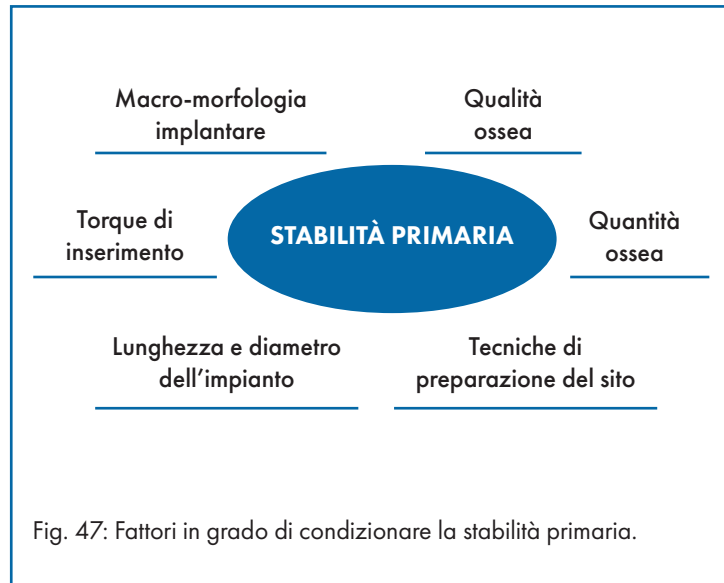 Macro-morfologia
implantare
Qualità
ossea
Torque di
inserimento
STABILITÀ PRIMARIA
Quantità
ossea
Lunghezza e diametro
dell’impianto
Tecniche di
preparazione del sito
Fig. 47: Fattori in grado di condizionare la stabilità primaria.